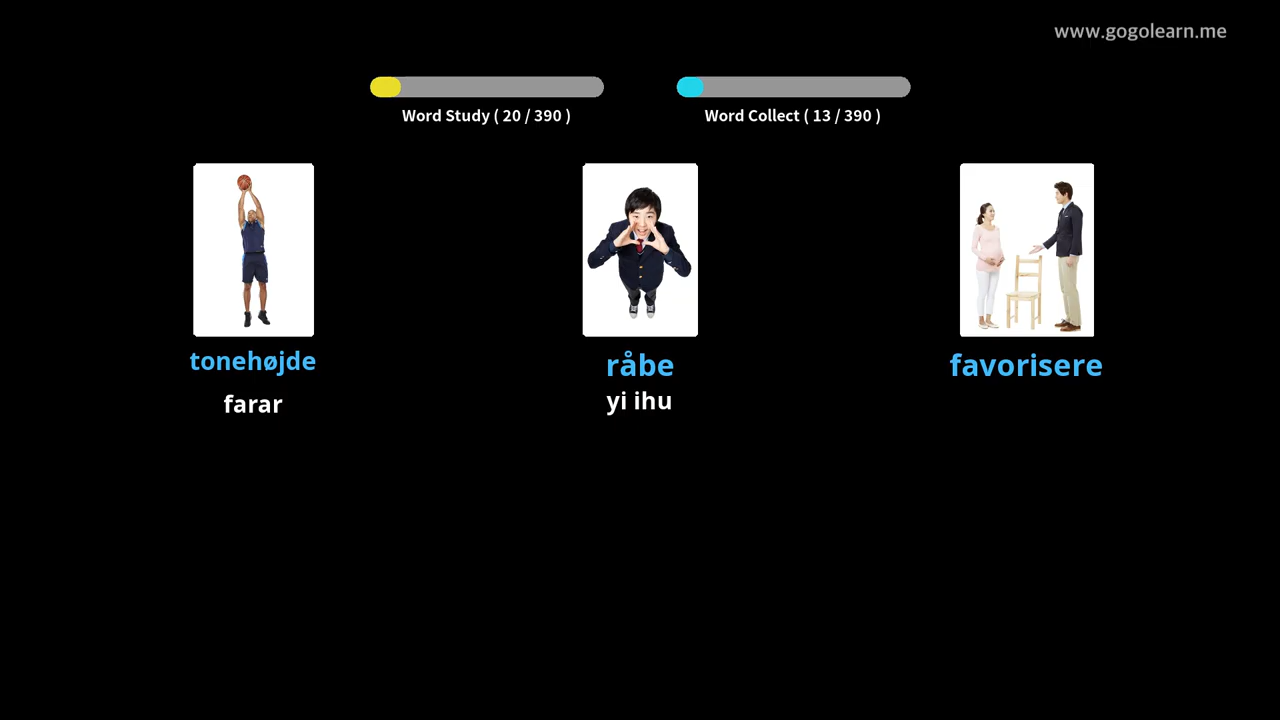 www.gogolearn.me
Word Study ( 20 / 390 )
Word Collect ( 13 / 390 )
tonehøjde
farar
råbe
yi ihu
favorisere